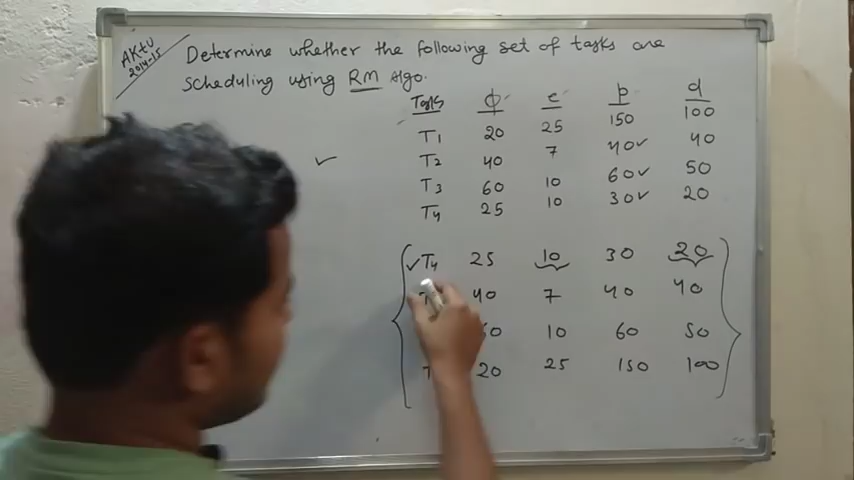 AKTU
2014-15
Determine whether the following set of tasks are
scheduling using RM Algo.
Tasks ϕ e p d
T1 20 25 150 100
T2 40 7 40✓ 40
T3 60 10 60✓ 50
T4 25 10 30✓ 20
✓
✓T4 25 10 30 20
40 7 40 40
60 10 60 50
T 20 25 150 100